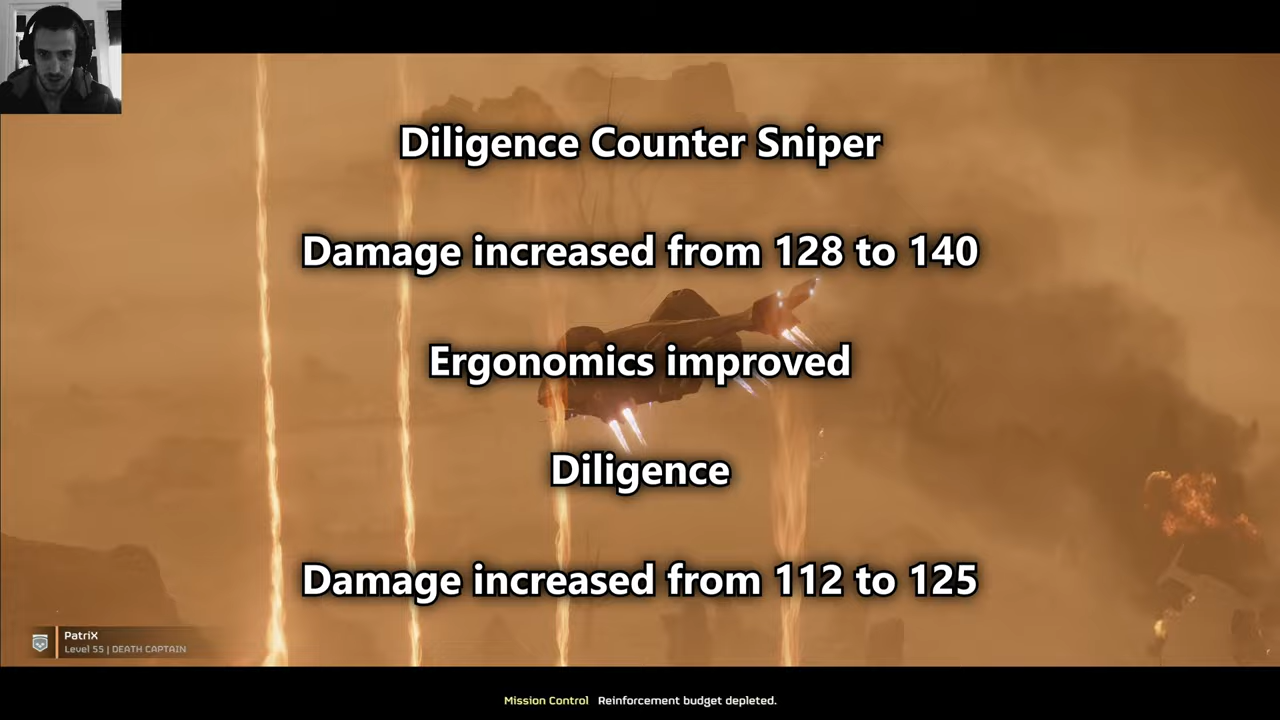 Diligence Counter Sniper
Damage increased from 128 to 140
Ergonomics improved
Diligence
Damage increased from 112 to 125
PatriX
Level 55 | DEATH CAPTAIN
Mission Control Reinforcement budget depleted.